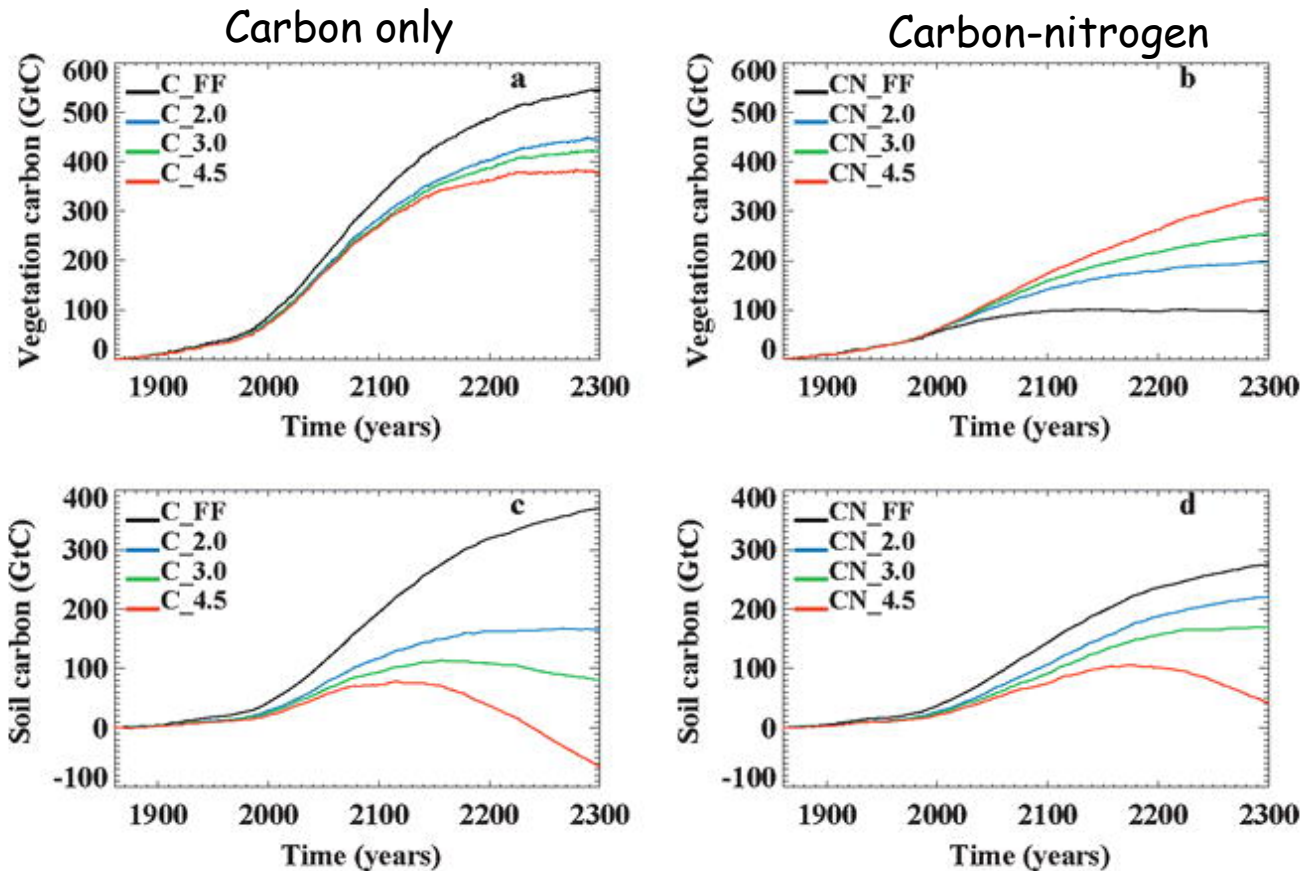 Carbon only
Carbon-nitrogen
Vegetation carbon (GtC)
600
500
400
300
200
100
0
a
C_FF
C_2.0
C_3.0
C_4.5
1900 2000 2100 2200 2300
Time (years)
Vegetation carbon (GtC)
600
500
400
300
200
100
0
b
CN_FF
CN_2.0
CN_3.0
CN_4.5
1900 2000 2100 2200 2300
Time (years)
Soil carbon (GtC)
400
300
200
100
0
-100
c
C_FF
C_2.0
C_3.0
C_4.5
1900 2000 2100 2200 2300
Time (years)
Soil carbon (GtC)
400
300
200
100
0
-100
d
CN_FF
CN_2.0
CN_3.0
CN_4.5
1900 2000 2100 2200 2300
Time (years)